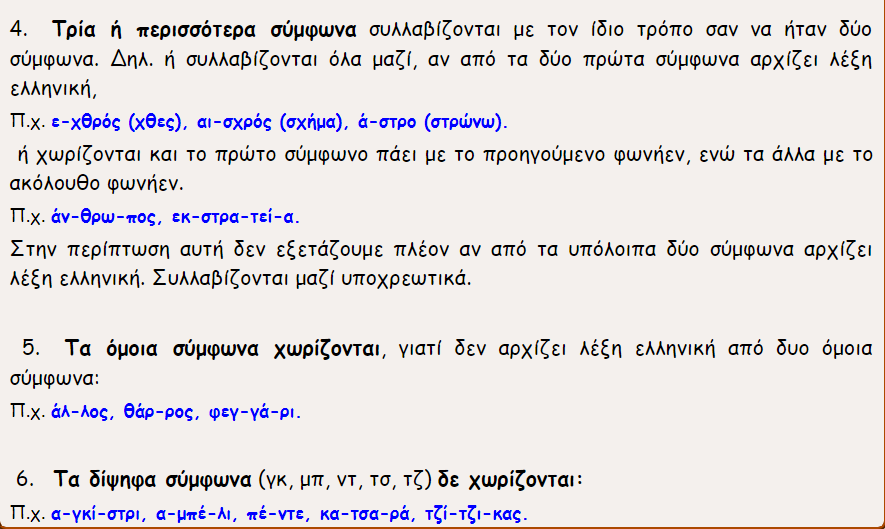 4. Τρία ή περισσότερα σύμφωνα συλλαβίζονται με τον ίδιο τρόπο σαν να ήταν δύο
σύμφωνα. Δηλ. ή συλλαβίζονται όλα μαζί, αν από τα δύο πρώτα σύμφωνα αρχίζει λέξη
ελληνική,
Π.χ. ε-χθρός (χθες), αι-σχρός (σχήμα), ά-στρο (στρώνω).
ή χωρίζονται και το πρώτο σύμφωνο πάει με το προηγούμενο φωνήεν, ενώ τα άλλα με το
ακόλουθο φωνήεν.
Π.χ. άν-θρω-πος, εκ-στρα-τεί-α.
Στην περίπτωση αυτή δεν εξετάζουμε πλέον αν από τα υπόλοιπα δύο σύμφωνα αρχίζει
λέξη ελληνική. Συλλαβίζονται μαζί υποχρεωτικά.
5. Τα όμοια σύμφωνα χωρίζονται, γιατί δεν αρχίζει λέξη ελληνική από δυο όμοια
σύμφωνα:
Π.χ. άλ-λος, θάρ-ρος, φεγ-γά-ρι.
6. Τα δίψηφα σύμφωνα (γκ, μπ, ντ, τσ, τζ) δε χωρίζονται:
Π.χ. α-γκί-στρι, α-μπέ-λι, πέ-ντε, κα-τσα-ρά, τζί-τζι-κας.